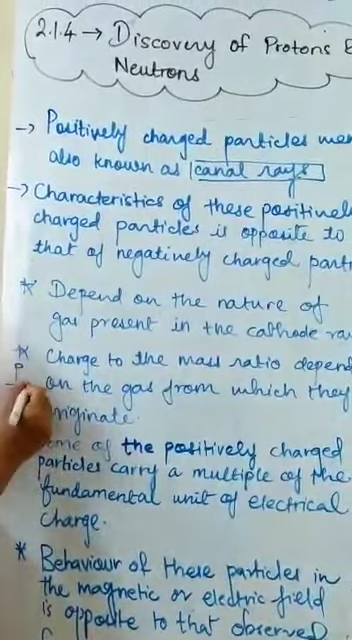 2.1.4 → Discovery of Protons &
Neutrons
→ Positively charged particles
also known as canal rays
→ Characteristics of these
charged particles is opposite to
that of negatively charged
* Depend on the nature of
gas present in the cathode
* Charge to the mass ratio depend
P
on the gas from which they
originate.
of the positively charged
particles carry a multiple of the
fundamental unit of electrical
charge.
* Behaviour of these particles in
the magnetic or electric field
is opposite to that observed